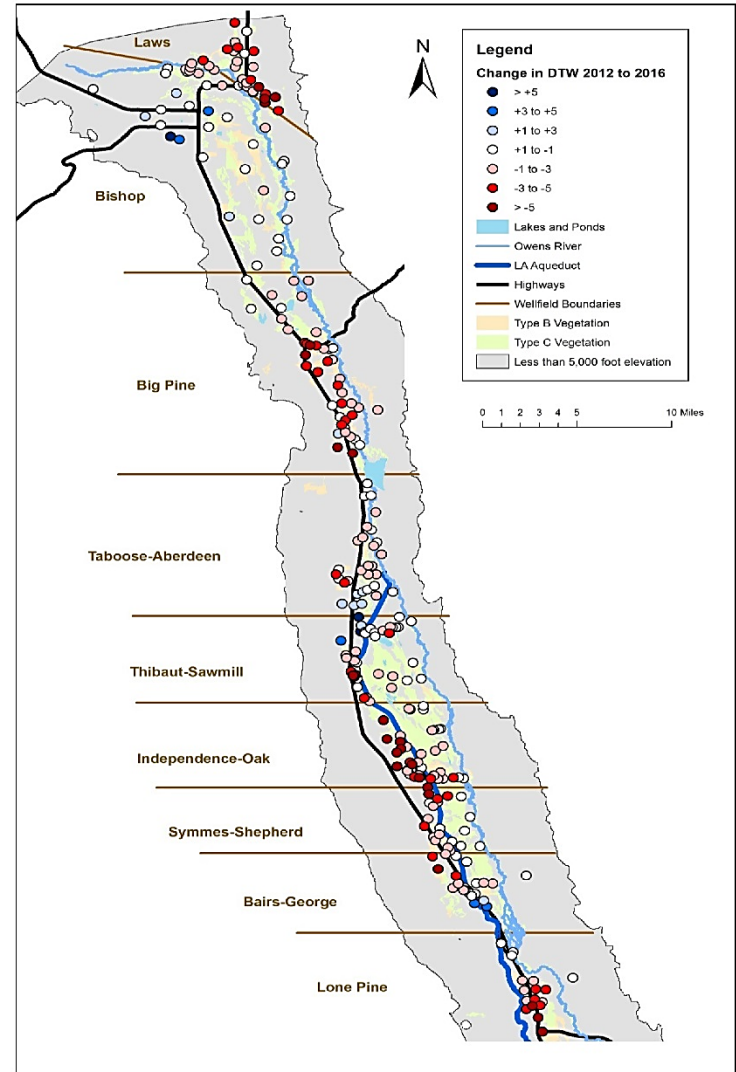 Laws
N
Legend
Change in DTW 2012 to 2016
> +5
+3 to +5
+1 to +3
+1 to -1
-1 to -3
-3 to -5
> -5
Lakes and Ponds
Owens River
LA Aqueduct
Highways
Wellfield Boundaries
Type B Vegetation
Type C Vegetation
Less than 5,000 foot elevation
0 1 2 3 4 5 10 Miles
Bishop
Big Pine
Taboose-Aberdeen
Thibaut-Sawmill
Independence-Oak
Symmes-Shepherd
Bairs-George
Lone Pine